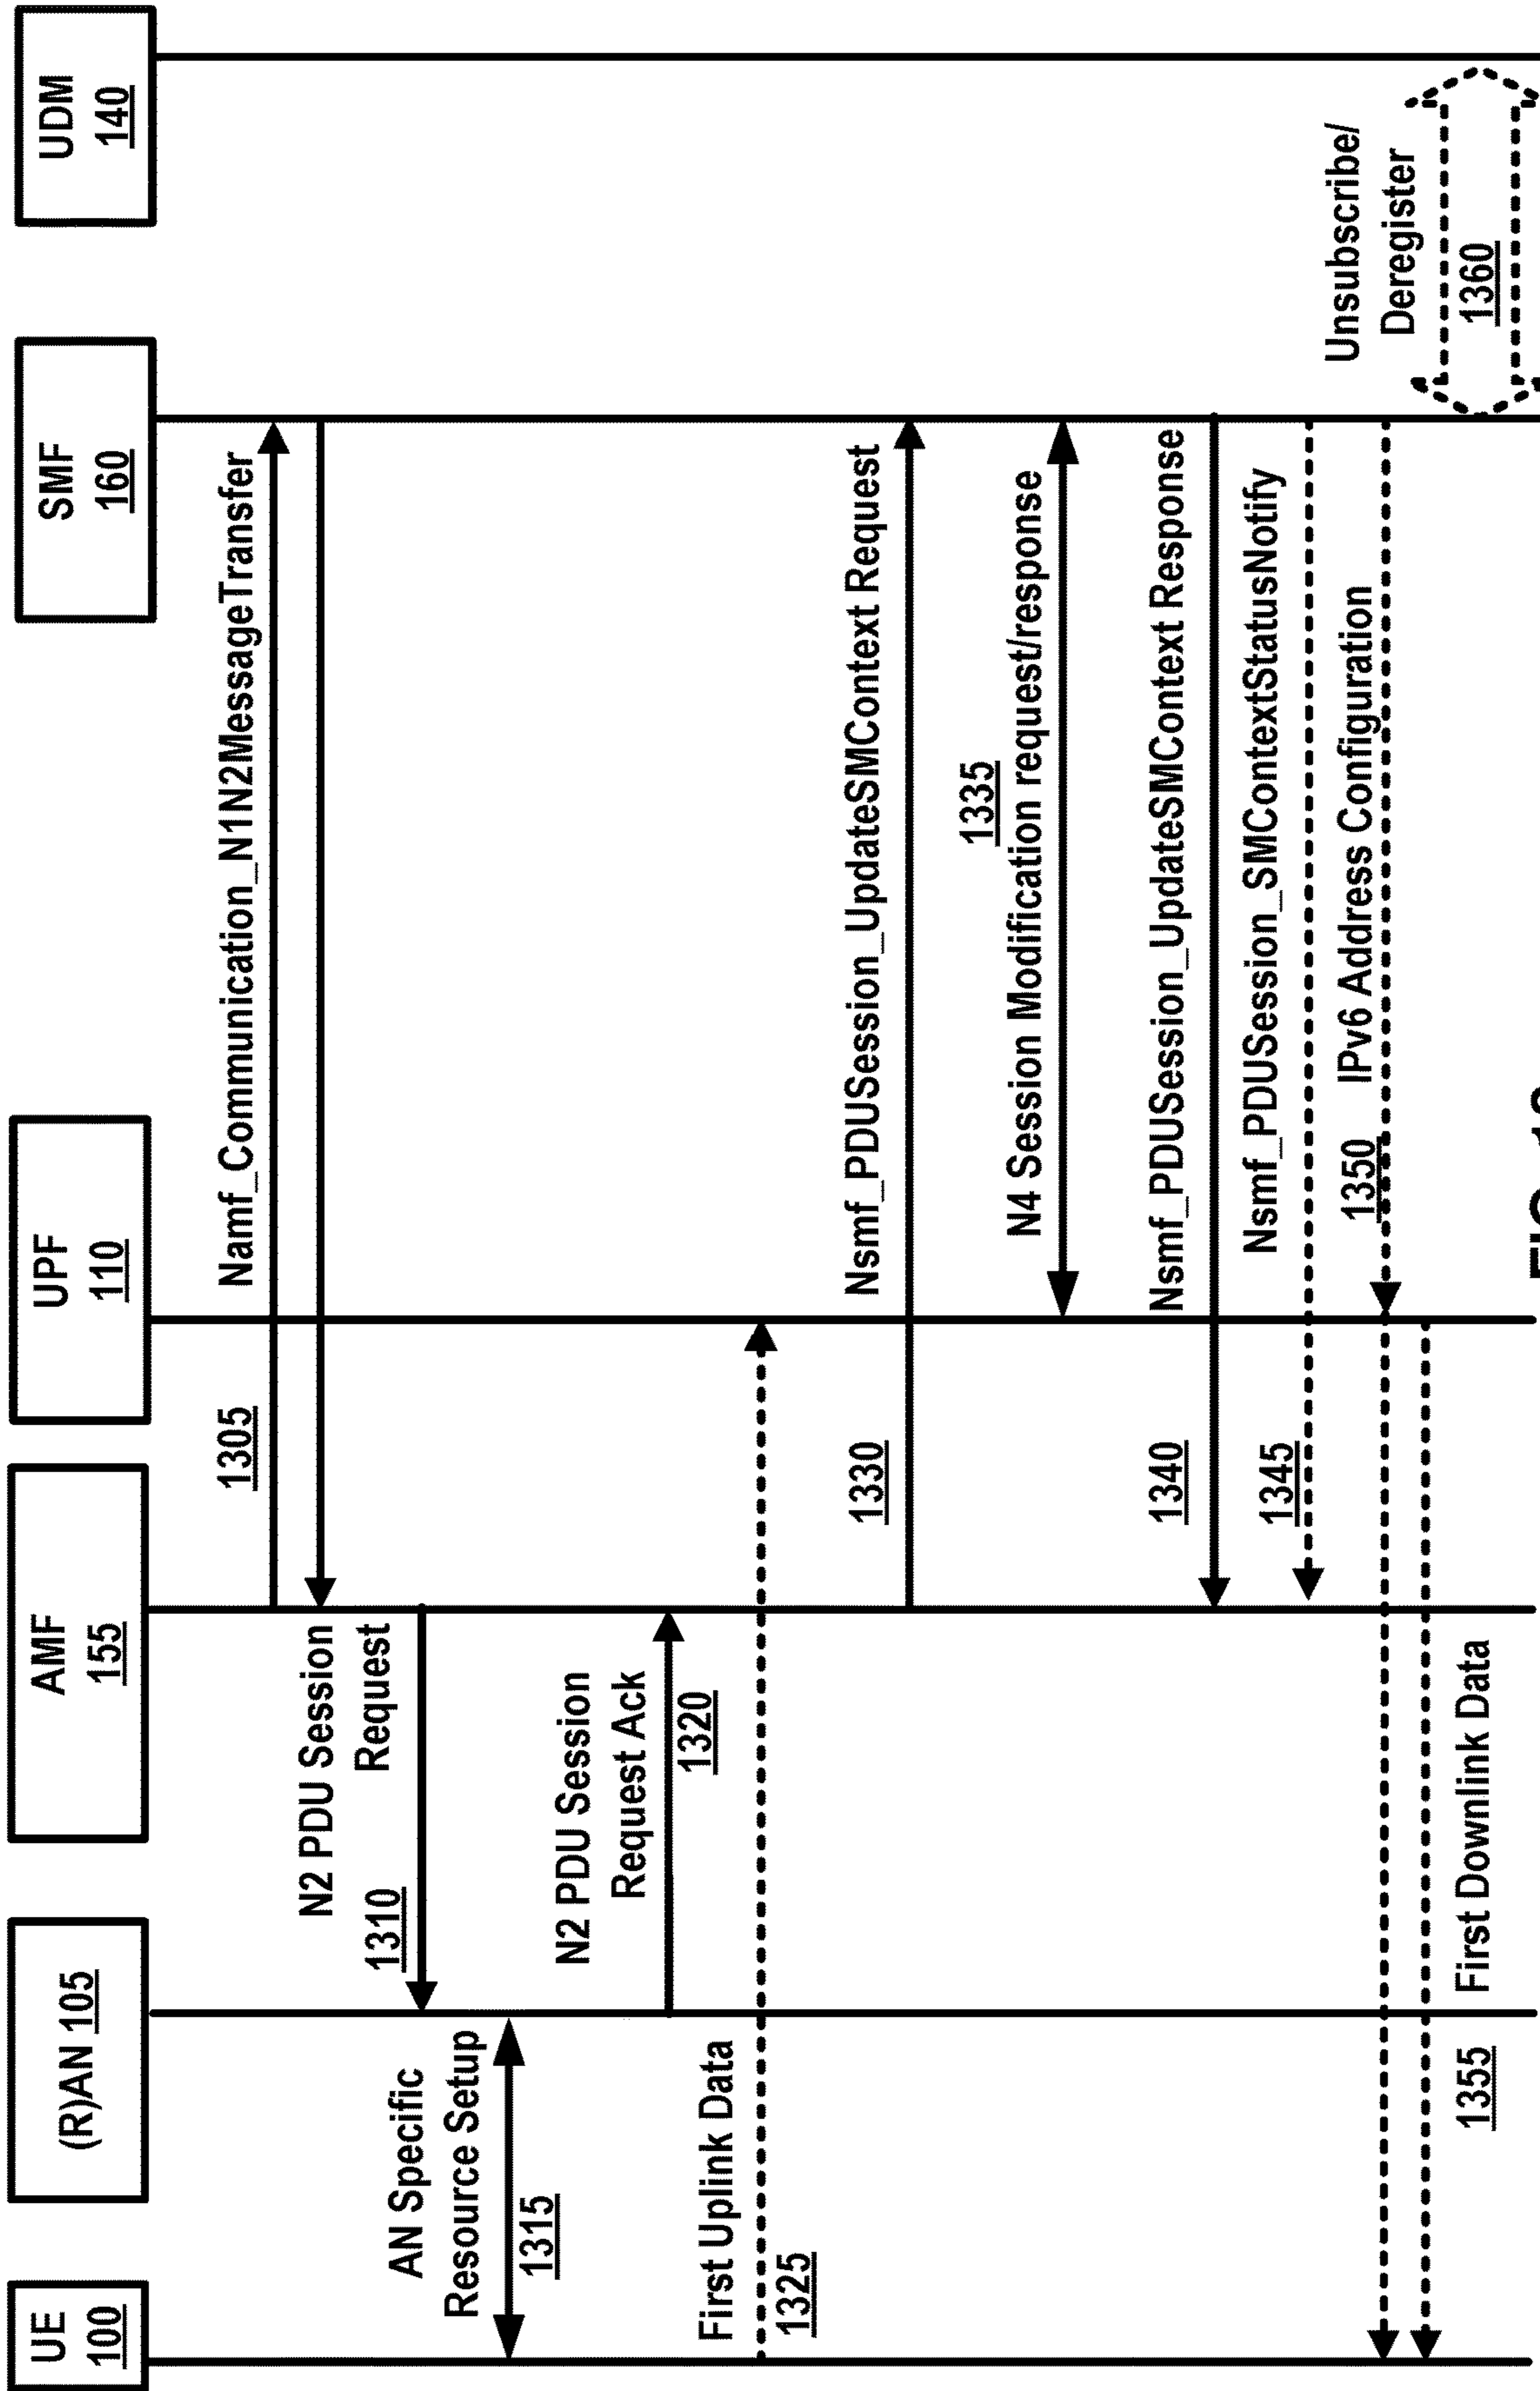 UE
100
(R)AN 105
AMF
155
UPF
110
SMF
160
UDM
140
1305
Namf_Communication_N1N2MessageTransfer
N2 PDU Session
Request
1310
AN Specific
Resource Setup
1315
N2 PDU Session
Request Ack
1320
First Uplink Data
1325
1330
Nsmf_PDUSession_UpdateSMContext Request
1335
N4 Session Modification request/response
1340
Nsmf_PDUSession_UpdateSMContext Response
1345
Nsmf_PDUSession_SMContextStatusNotify
1350
IPv6 Address Configuration
1355
First Downlink Data
Unsubscribe/
Deregister
1360